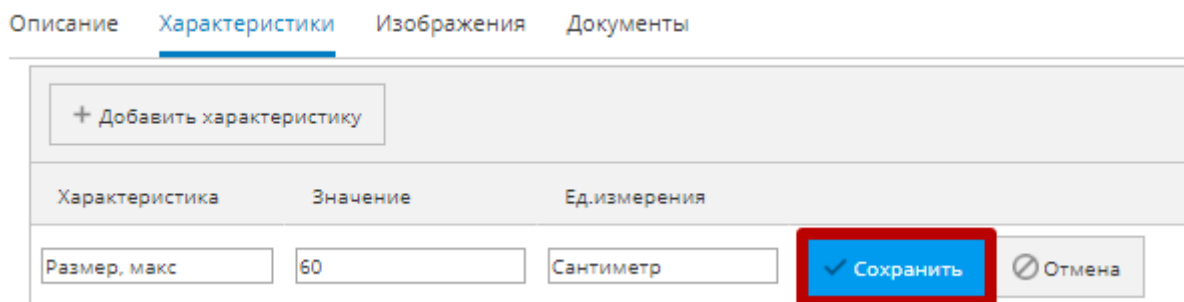 Описание Характеристики Изображения Документы
+ Добавить характеристику
Характеристика Значение Ед.измерения
Размер, макс 60 Сантиметр Сохранить Отмена